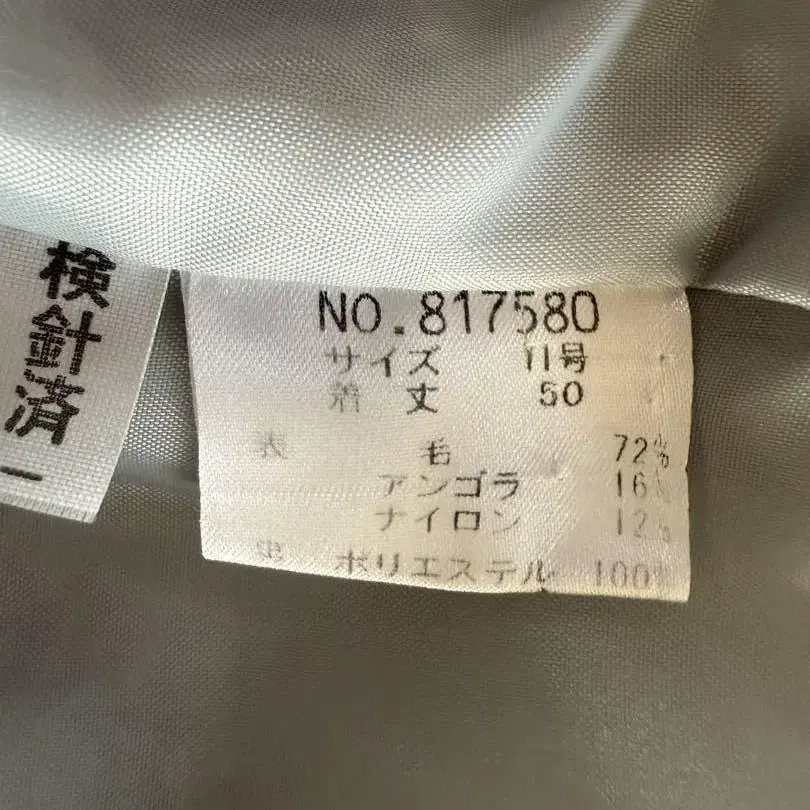 検針済
NO.817580
サイズ 11号
着丈 50
表 毛 72%
アンゴラ 16%
ナイロン 12%
裏 ポリエステル 100%